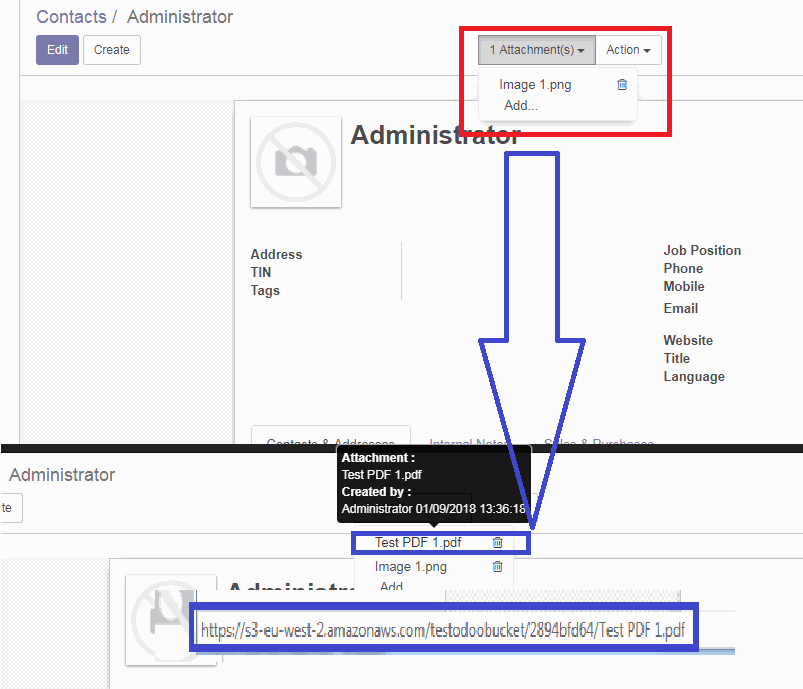 Contacts / Administrator
Edit Create
1 Attachment(s) Action
Image 1.png
Add...
Administrator
Address
TIN
Tags
Job Position
Phone
Mobile
Email
Website
Title
Language
Contacts & Addresses Internal Notes Sales & Purchases
Administrator
te
Attachment :
Test PDF 1.pdf
Created by :
Administrator 01/09/2018 13:36:18
Test PDF 1.pdf
Image 1.png
Add
Administr
https://s3-eu-west-2.amazonaws.com/testodoobucket/2894bfd64/Test PDF 1.pdf